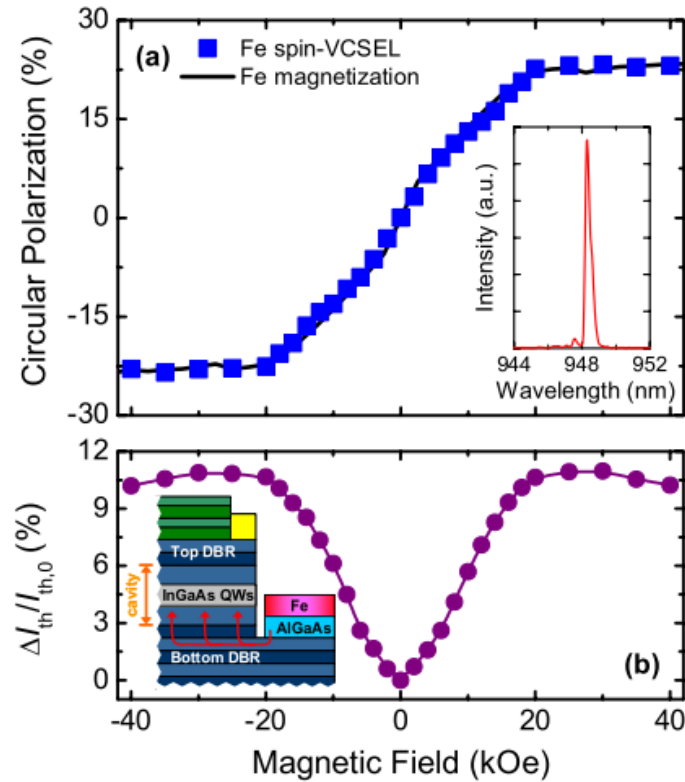 (a)
Fe spin-VCSEL
Fe magnetization
Circular Polarization (%)
30
15
0
-15
-30
Intensity (a.u.)
944 948 952
Wavelength (nm)
12
9
6
3
0
ΔI_th/I_th,0 (%)
Top DBR
cavity
InGaAs QWs
Fe
AlGaAs
Bottom DBR
(b)
-40 -20 0 20 40
Magnetic Field (kOe)